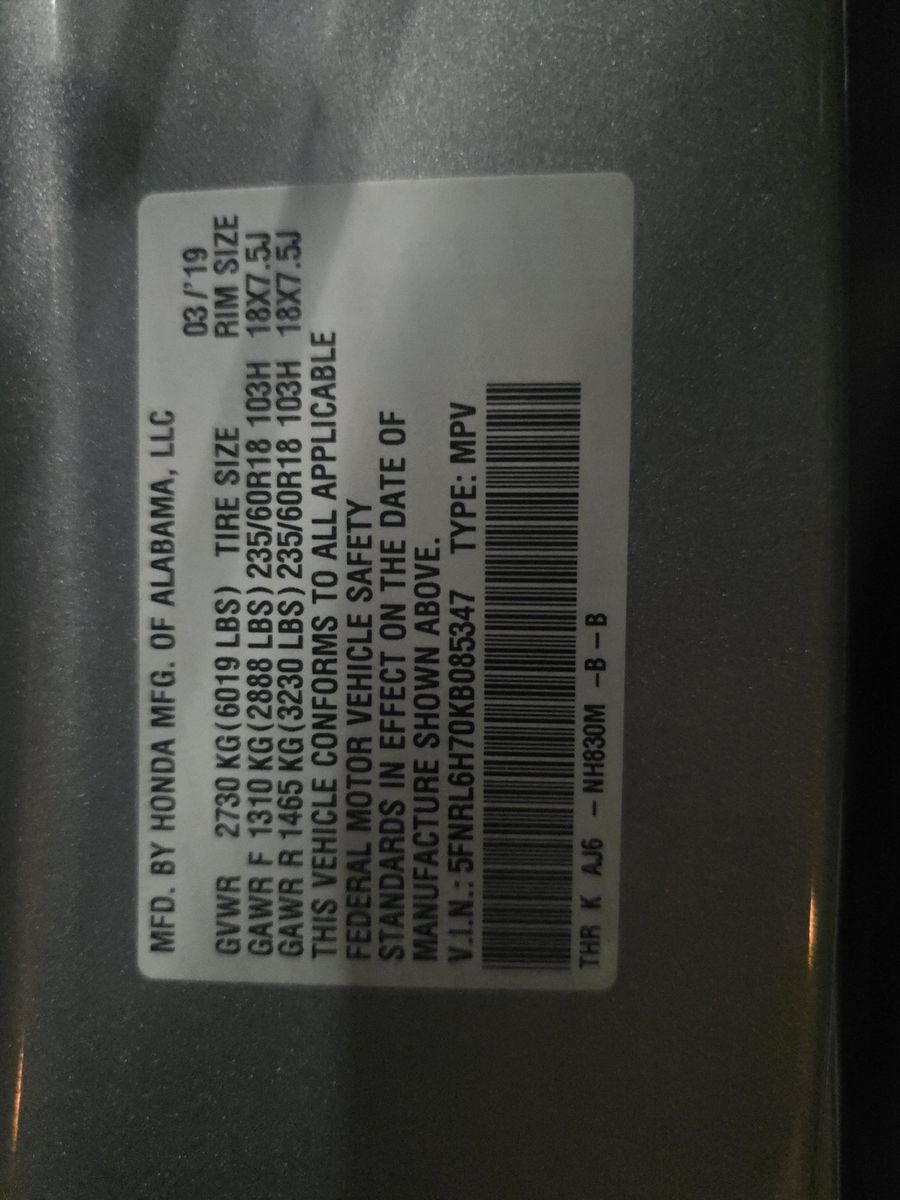 MFD. BY HONDA MFG. OF ALABAMA, LLC
03/'19
GVWR 2730 KG(6019 LBS) TIRE SIZE RIM SIZE
GAWR F 1310 KG(2888 LBS) 235/60R18 103H 18X7.5J
GAWR R 1465 KG(3230 LBS) 235/60R18 103H 18X7.5J
THIS VEHICLE CONFORMS TO ALL APPLICABLE
FEDERAL MOTOR VEHICLE SAFETY
STANDARDS IN EFFECT ON THE DATE OF
MANUFACTURE SHOWN ABOVE.
V.I.N.: 5FNRL6H70KB085347 TYPE: MPV
THR K AJ6 -NH830M -B-B